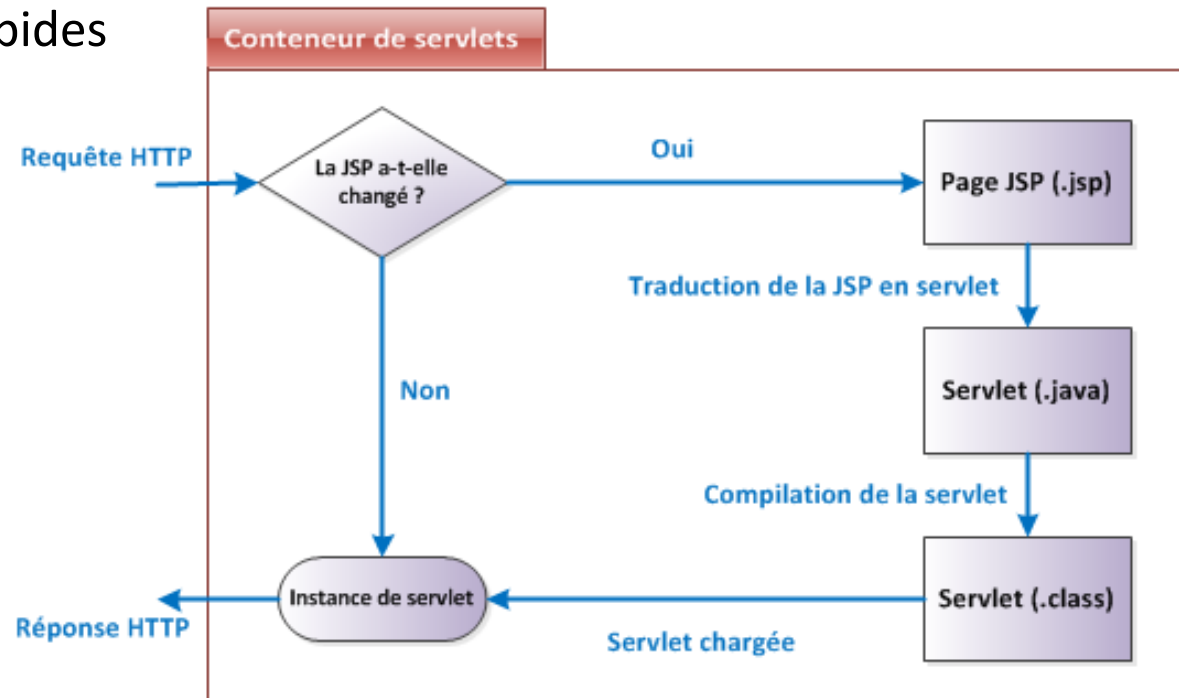 Conteneur de servlets
Requête HTTP
La JSP a-t-elle
changé ?
Oui
Page JSP (.jsp)
Traduction de la JSP en servlet
Non
Servlet (.java)
Compilation de la servlet
Instance de servlet
Servlet (.class)
Réponse HTTP
Servlet chargée